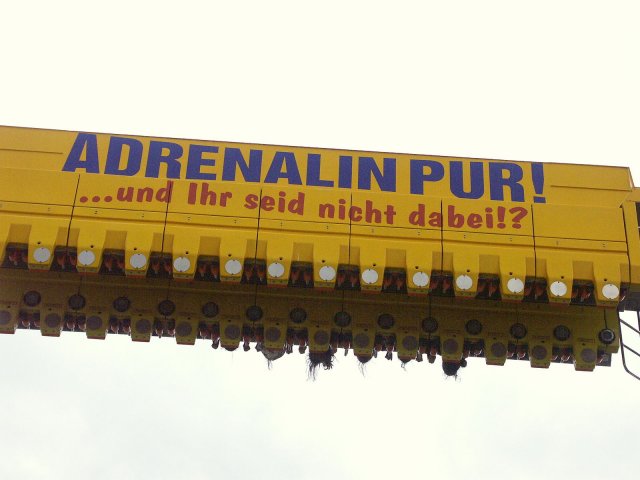 ADRENALIN PUR!
...und Ihr seid nicht dabei!?